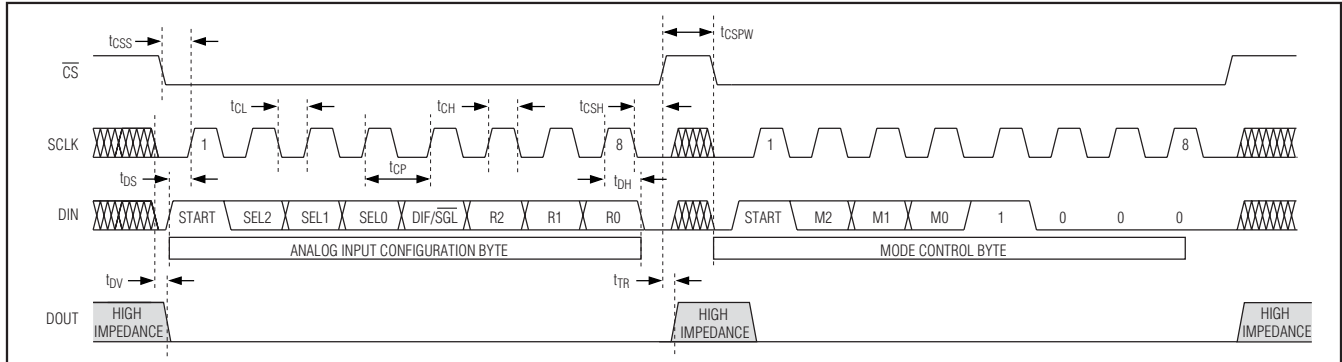 tCSS
tCSPW
CS
tCL
tCH
tCSH
SCLK
1
8
1
8
tCP
tDS
tDH
DIN
START
SEL2
SEL1
SEL0
DIF/SGL
R2
R1
R0
START
M2
M1
M0
1
0
0
0
ANALOG INPUT CONFIGURATION BYTE
MODE CONTROL BYTE
tDV
tTR
DOUT
HIGH
IMPEDANCE
HIGH
IMPEDANCE
HIGH
IMPEDANCE